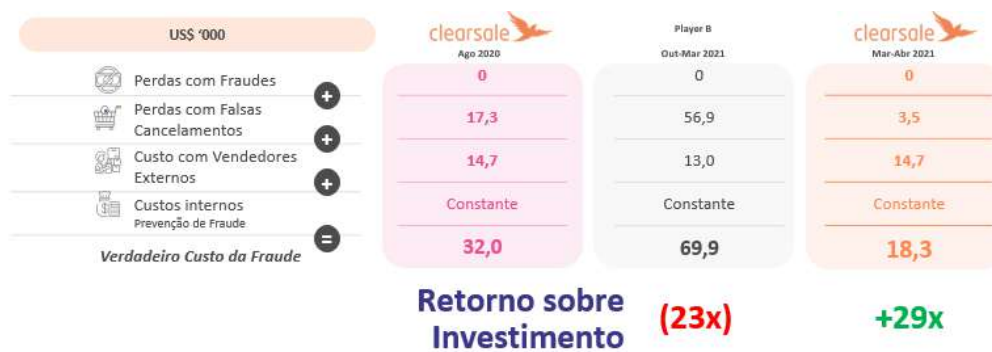 US$ ‘000
clearsale
Ago 2020
Player B
Out-Mar 2021
clearsale
Mar-Abr 2021
Perdas com Fraudes
0
0
0
+
Perdas com Falsas
Cancelamentos
17,3
56,9
3,5
+
Custo com Vendedores
Externos
14,7
13,0
14,7
+
Custos internos
Prevenção de Fraude
Constante
Constante
Constante
=
Verdadeiro Custo da Fraude
32,0
69,9
18,3
Retorno sobre
Investimento
(23x)
+29x